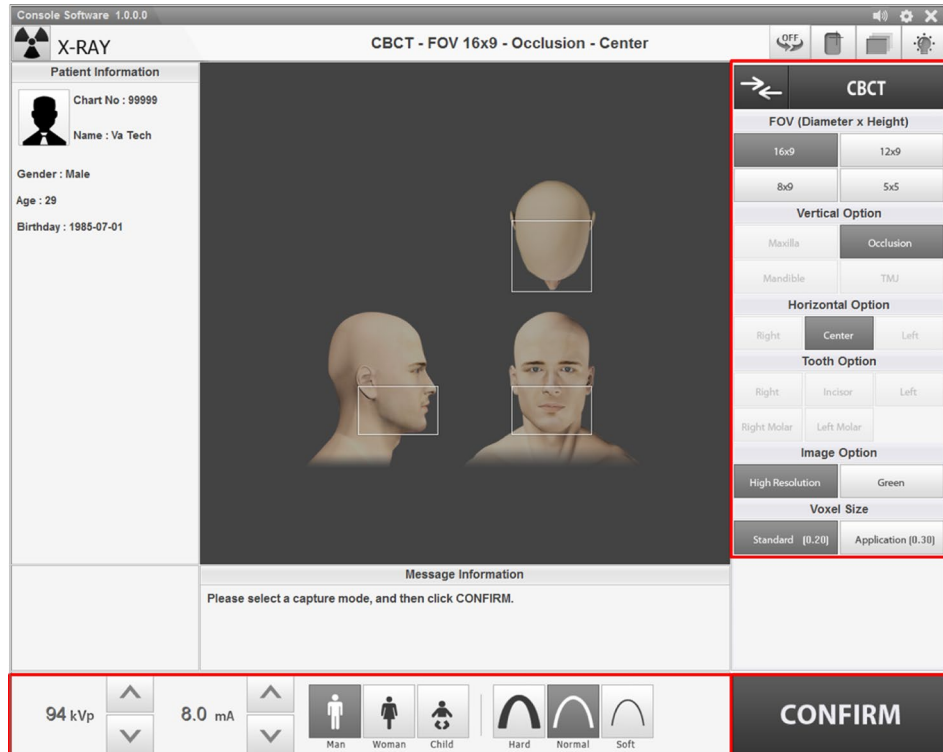 Console Software 1.0.0.0
X-RAY
CBCT - FOV 16x9 - Occlusion - Center
OFF
Patient Information
Chart No : 99999
Name : Va Tech
Gender : Male
Age : 29
Birthday : 1985-07-01
CBCT
FOV (Diameter x Height)
16x9 12x9
8x9 5x5
Vertical Option
Maxilla Occlusion
Mandible TMJ
Horizontal Option
Right Center Left
Tooth Option
Right Incisor Left
Right Molar Left Molar
Image Option
High Resolution Green
Voxel Size
Standard [0.20] Application [0.30]
Message Information
Please select a capture mode, and then click CONFIRM.
94 kVp 8.0 mA
Man Woman Child Hard Normal Soft
CONFIRM